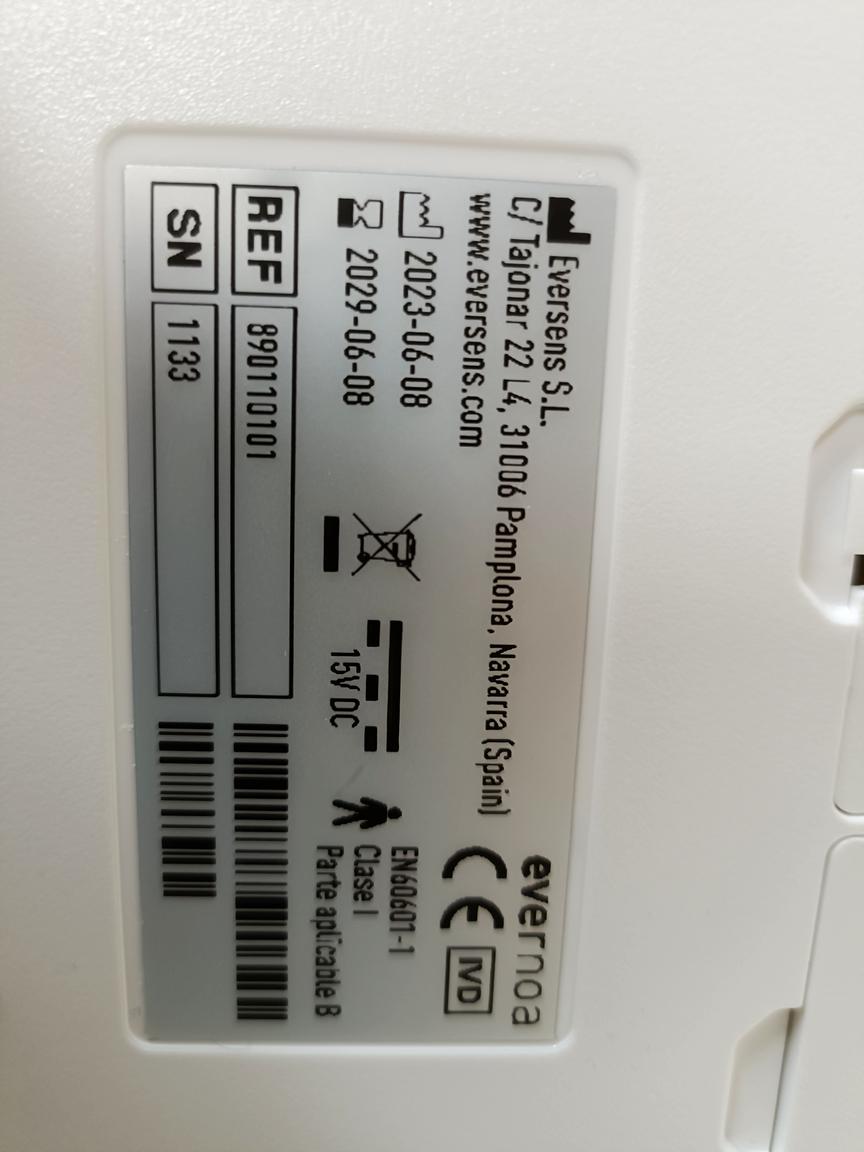 Eversens S.L.
C/ Tajonar 22 L4, 31006 Pamplona, Navarra (Spain)
www.eversens.com
evernoa
CE IVD
2023-06-08
2029-06-08
15V DC
EN60601-1
Clase I
Parte aplicable B
REF 890110101
SN 1133